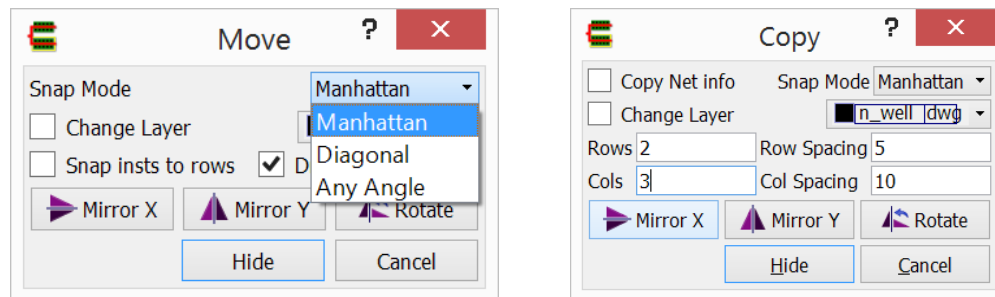 Move ?
Snap Mode Manhattan
Change Layer
Manhattan
Diagonal
Any Angle
Snap insts to rows D
Mirror X Mirror Y Rotate
Hide Cancel
Copy ?
Copy Net info Snap Mode Manhattan
Change Layer n_well dwg
Rows 2 Row Spacing 5
Cols 3 Col Spacing 10
Mirror X Mirror Y Rotate
Hide Cancel